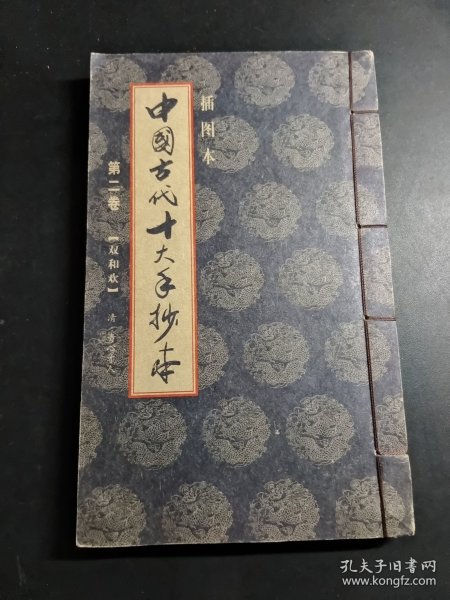 插图本
中國古代十大手抄本
第二卷
【双和欢】
清
孔夫子旧书网
www.kongfz.com